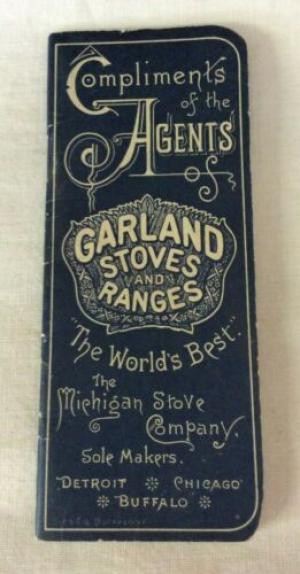 Compliments
of the
AGENTS
of
GARLAND
STOVES
AND
RANGES
"The World's Best."
The
Michigan Stove
Company,
Sole Makers.
DETROIT CHICAGO
BUFFALO